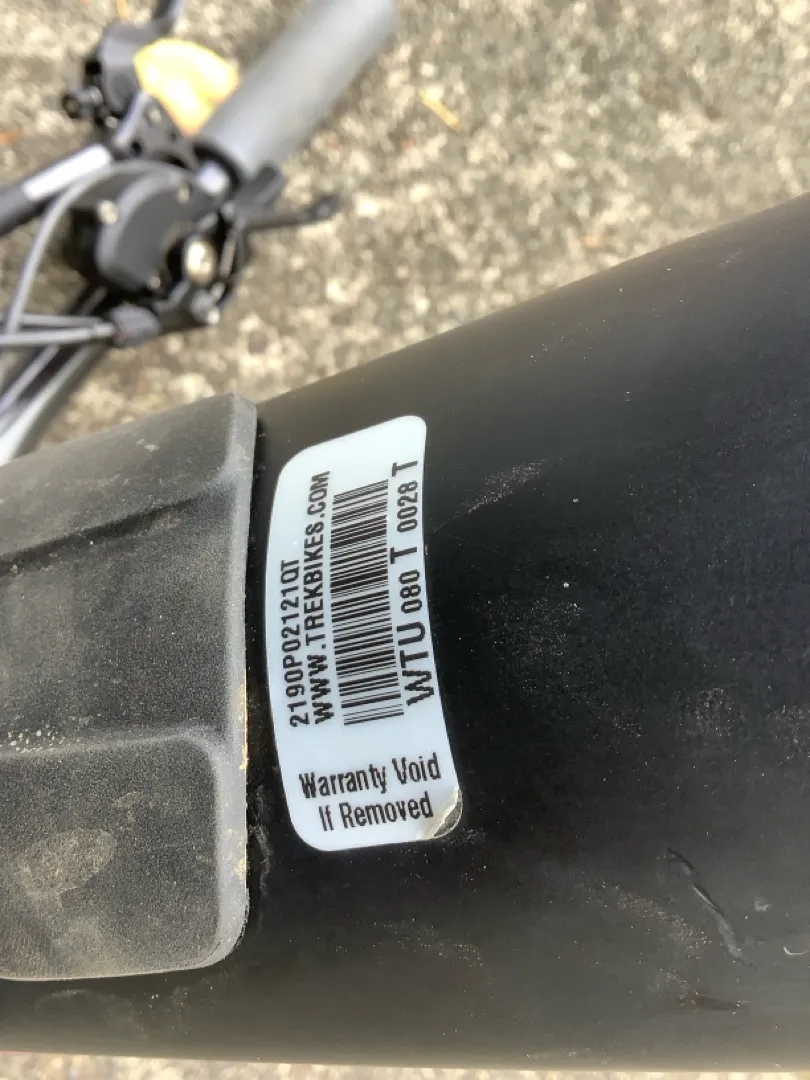 2190P02121QT
WWW.TREKBIKES.COM
WTU 080 T 0028 T
Warranty Void
If Removed